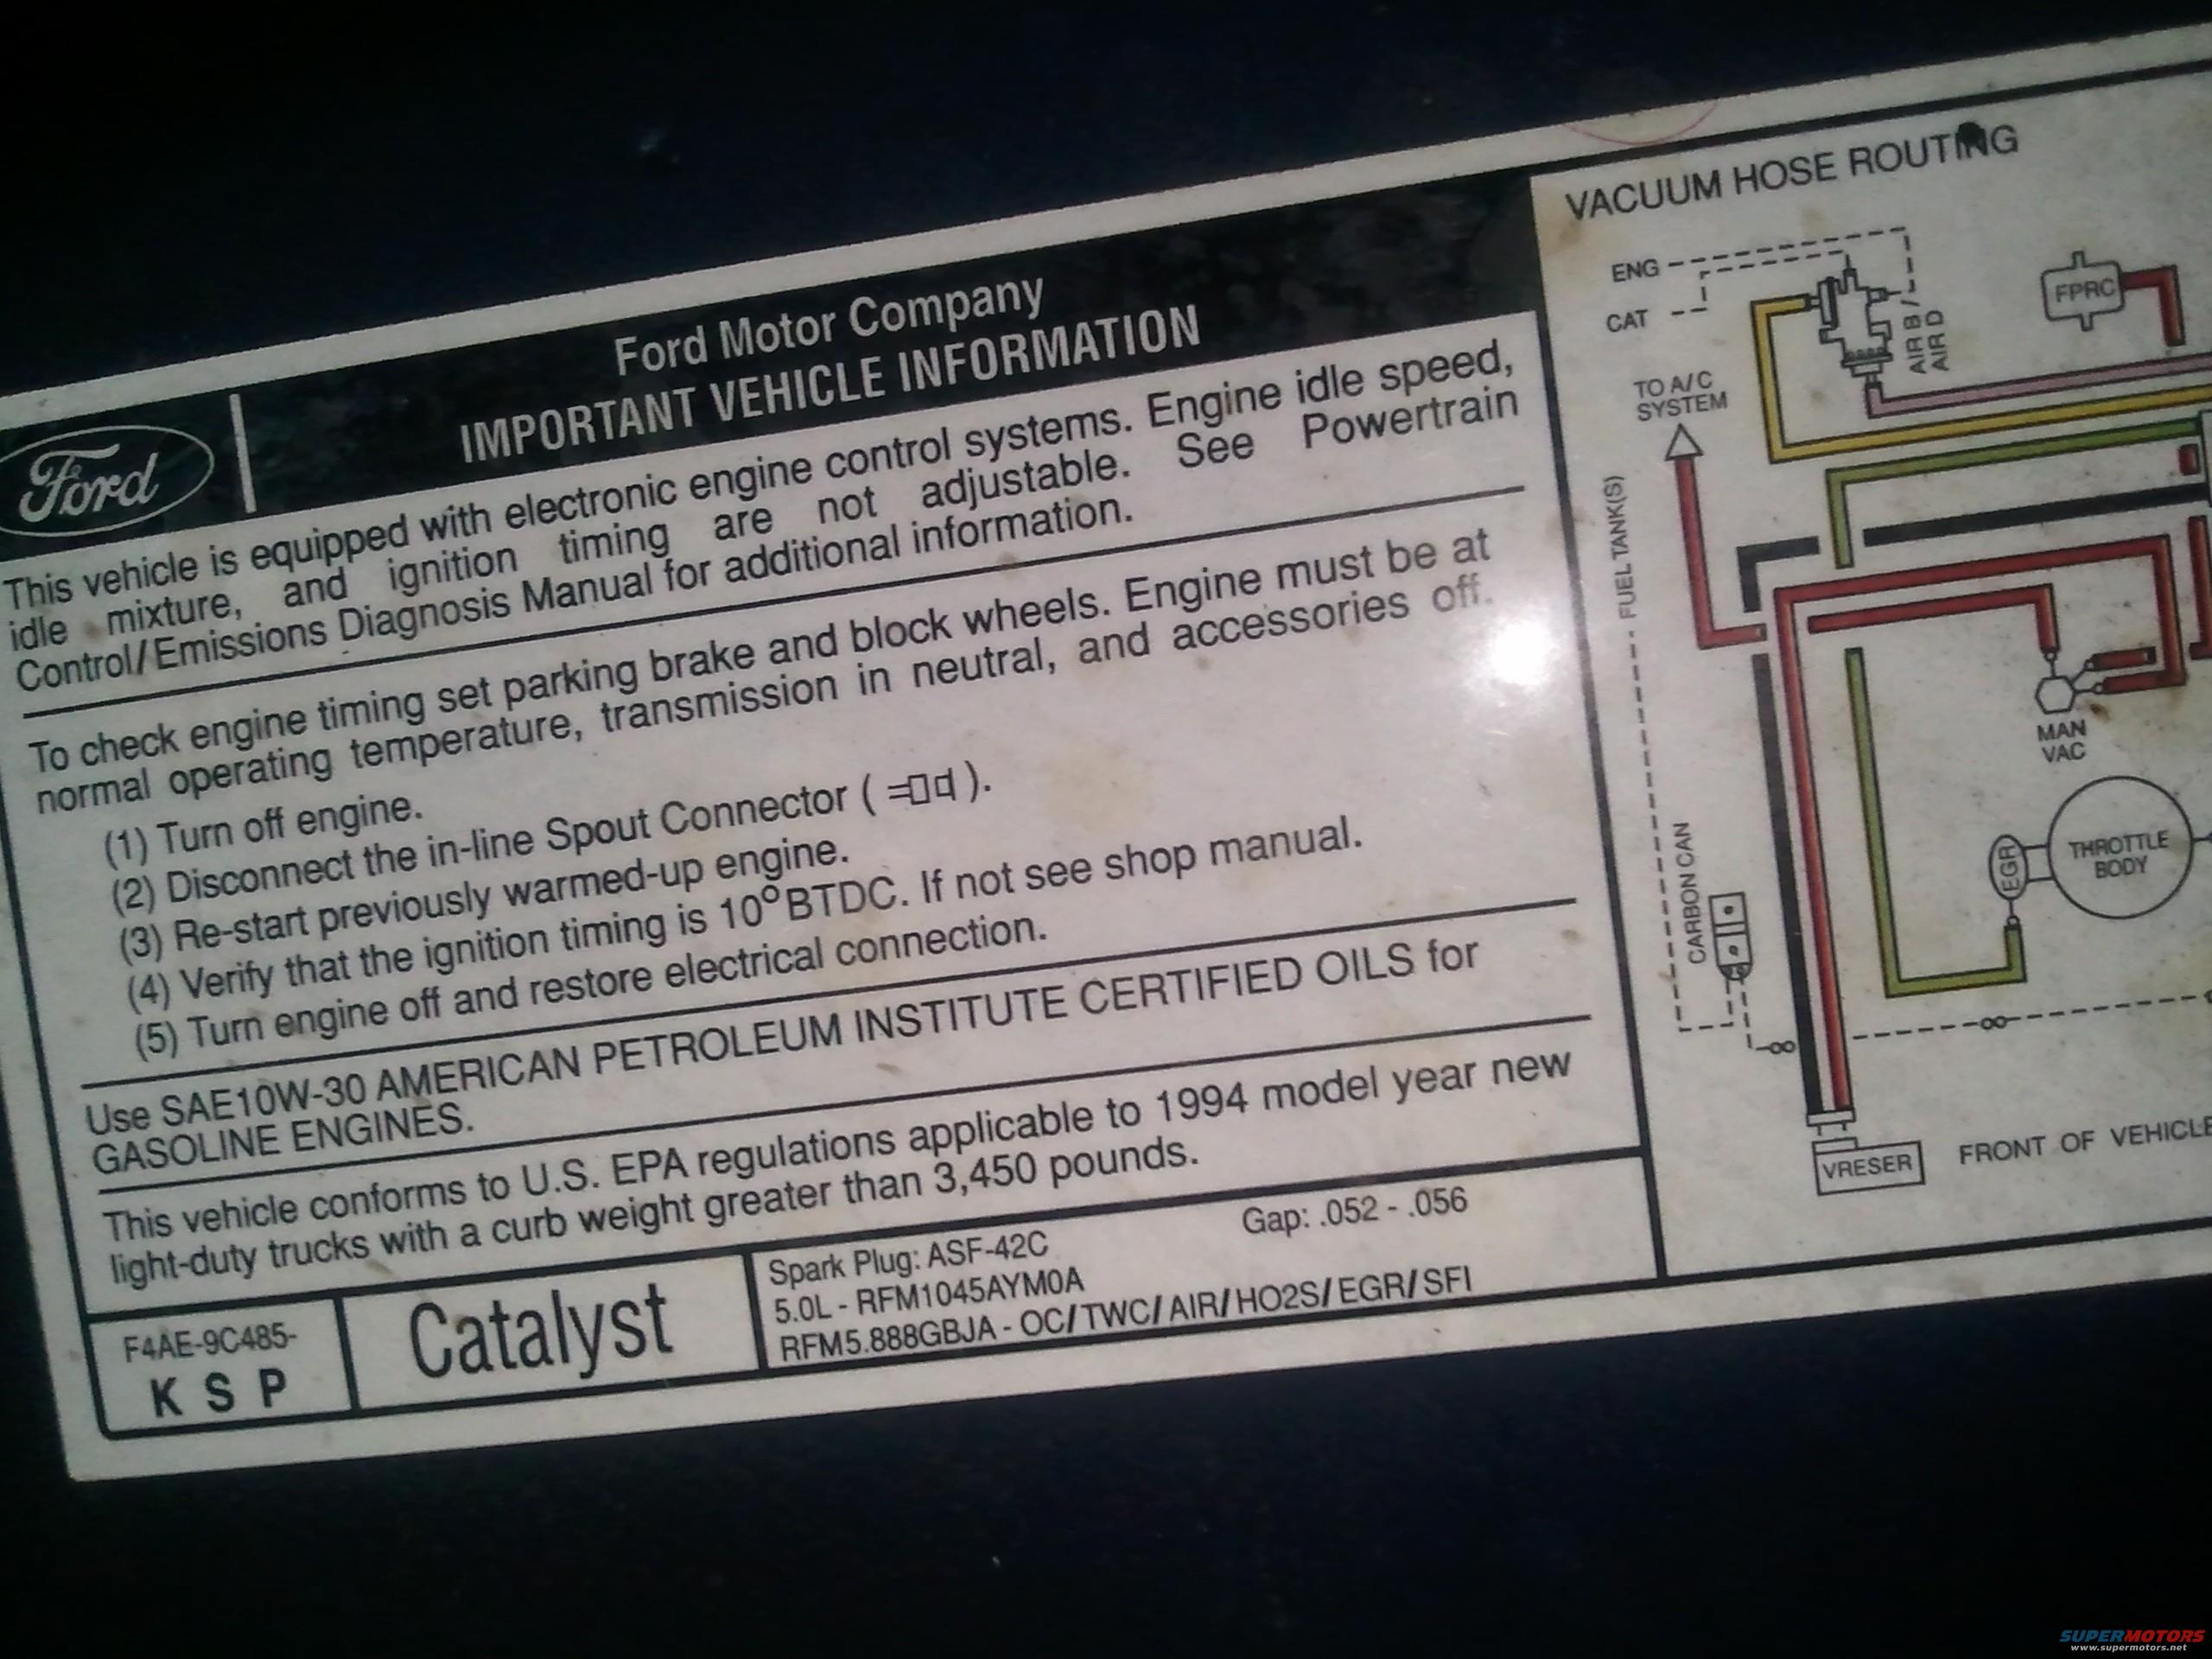 Ford
Ford Motor Company
IMPORTANT VEHICLE INFORMATION
This vehicle is equipped with electronic engine control systems. Engine idle speed,
idle mixture, and ignition timing are not adjustable. See Powertrain
Control/Emissions Diagnosis Manual for additional information.
To check engine timing set parking brake and block wheels. Engine must be at
normal operating temperature, transmission in neutral, and accessories off.
(1) Turn off engine.
(2) Disconnect the in-line Spout Connector ( ).
(3) Re-start previously warmed-up engine.
(4) Verify that the ignition timing is 10°BTDC. If not see shop manual.
(5) Turn engine off and restore electrical connection.
Use SAE10W-30 AMERICAN PETROLEUM INSTITUTE CERTIFIED OILS for
GASOLINE ENGINES.
This vehicle conforms to U.S. EPA regulations applicable to 1994 model year new
light-duty trucks with a curb weight greater than 3,450 pounds.
F4AE-9C485-
K S P
Catalyst
Spark Plug: ASF-42C Gap: .052 - .056
5.0L - RFM1045AYM0A
RFM5.888GBJA - OC/TWC/AIR/HO2S/EGR/SFI
VACUUM HOSE ROUTING
ENG
CAT
AIR B /
AIR D
FPRC
TO A/C
SYSTEM
FUEL TANK(S)
MAN
VAC
THROTTLE
BODY
EGR
CARBON CAN
VRESER
FRONT OF VEHICLE
SUPERMOTORS
www.supermotors.net